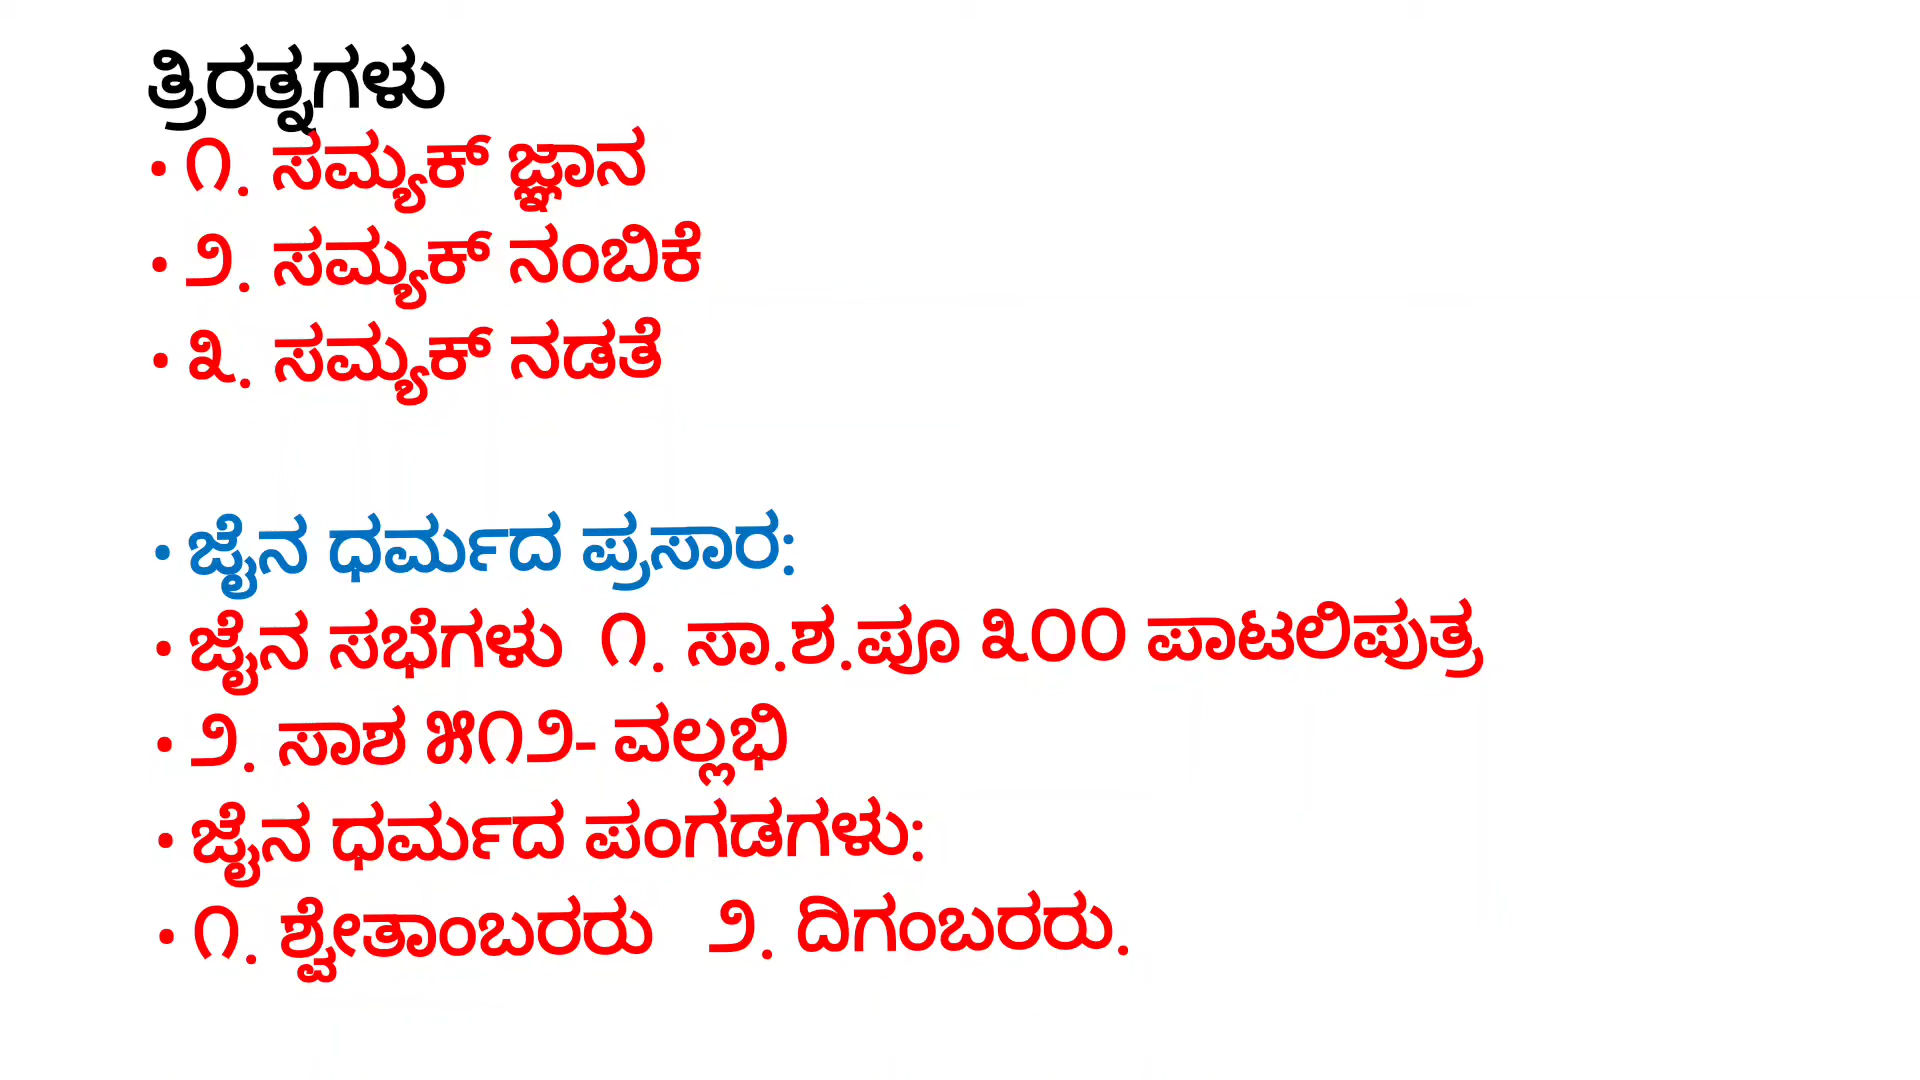 ತ್ರಿರತ್ನಗಳು
• ೧. ಸಮ್ಯಕ್ ಜ್ಞಾನ
• ೨. ಸಮ್ಯಕ್ ನಂಬಿಕೆ
• ೩. ಸಮ್ಯಕ್ ನಡತೆ
• ಜೈನ ಧರ್ಮದ ಪ್ರಸಾರ:
• ಜೈನ ಸಭೆಗಳು ೧. ಸಾ.ಶ.ಪೂ ೩೦೦ ಪಾಟಲಿಪುತ್ರ
• ೨. ಸಾಶ ೫೧೨- ವಲ್ಲಭಿ
• ಜೈನ ಧರ್ಮದ ಪಂಗಡಗಳು:
• ೧. ಶ್ವೇತಾಂಬರರು ೨. ದಿಗಂಬರರು.